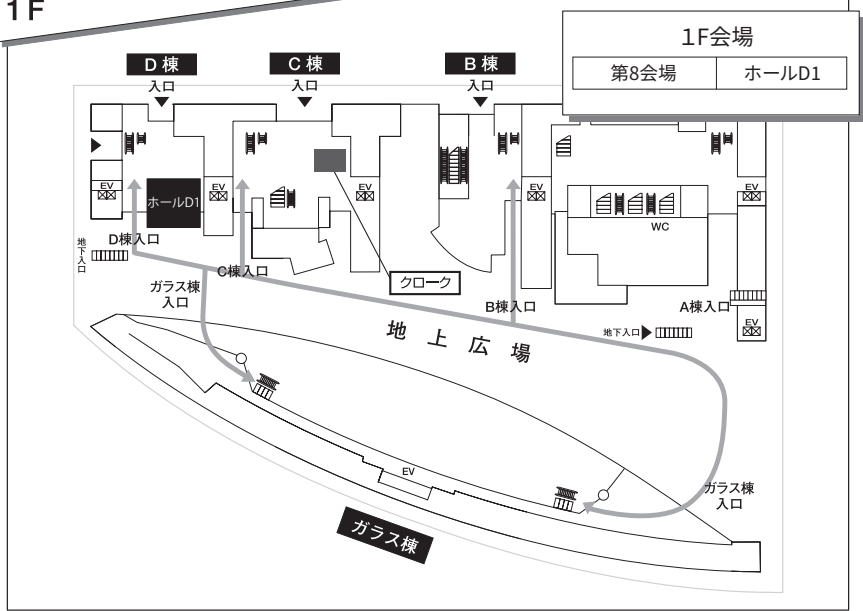 1F
1F会場
第8会場 ホールD1
D棟
入口
C棟
入口
B棟
入口
EV
ホールD1
EV
EV
EV
EV
WC
地下入口
D棟入口
C棟入口
クローク
ガラス棟
入口
B棟入口
A棟入口
地下入口
EV
地上広場
EV
ガラス棟
入口
ガラス棟